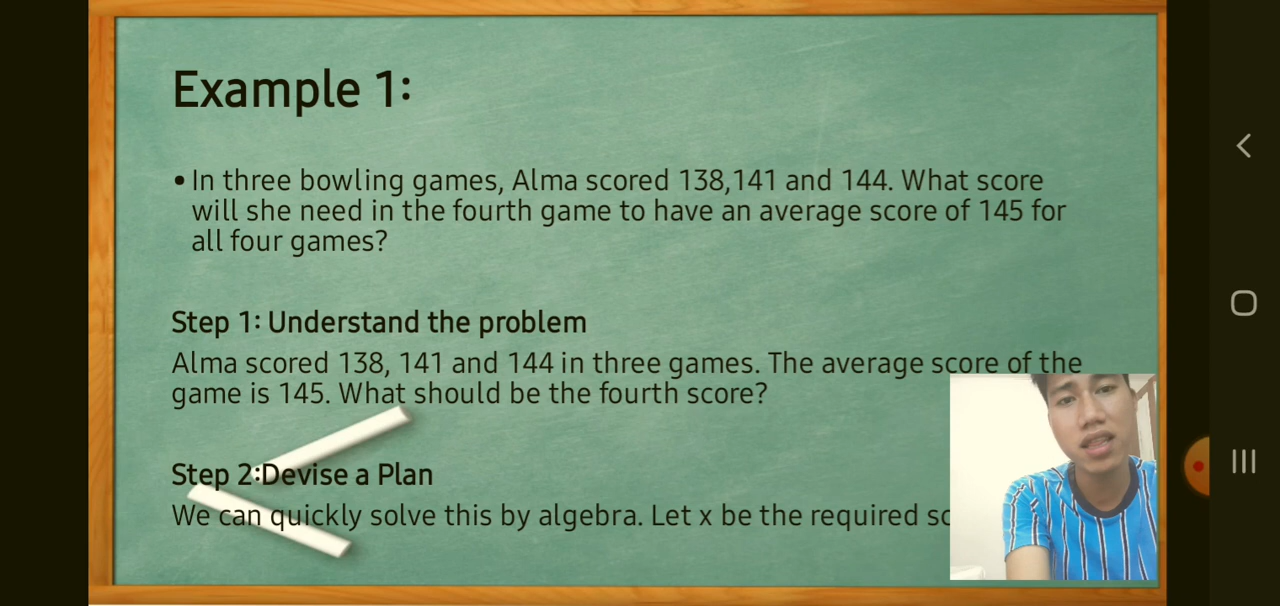 Example 1:
• In three bowling games, Alma scored 138,141 and 144. What score
will she need in the fourth game to have an average score of 145 for
all four games?
Step 1: Understand the problem
Alma scored 138, 141 and 144 in three games. The average score of the
game is 145. What should be the fourth score?
Step 2:Devise a Plan
We can quickly solve this by algebra. Let x be the required